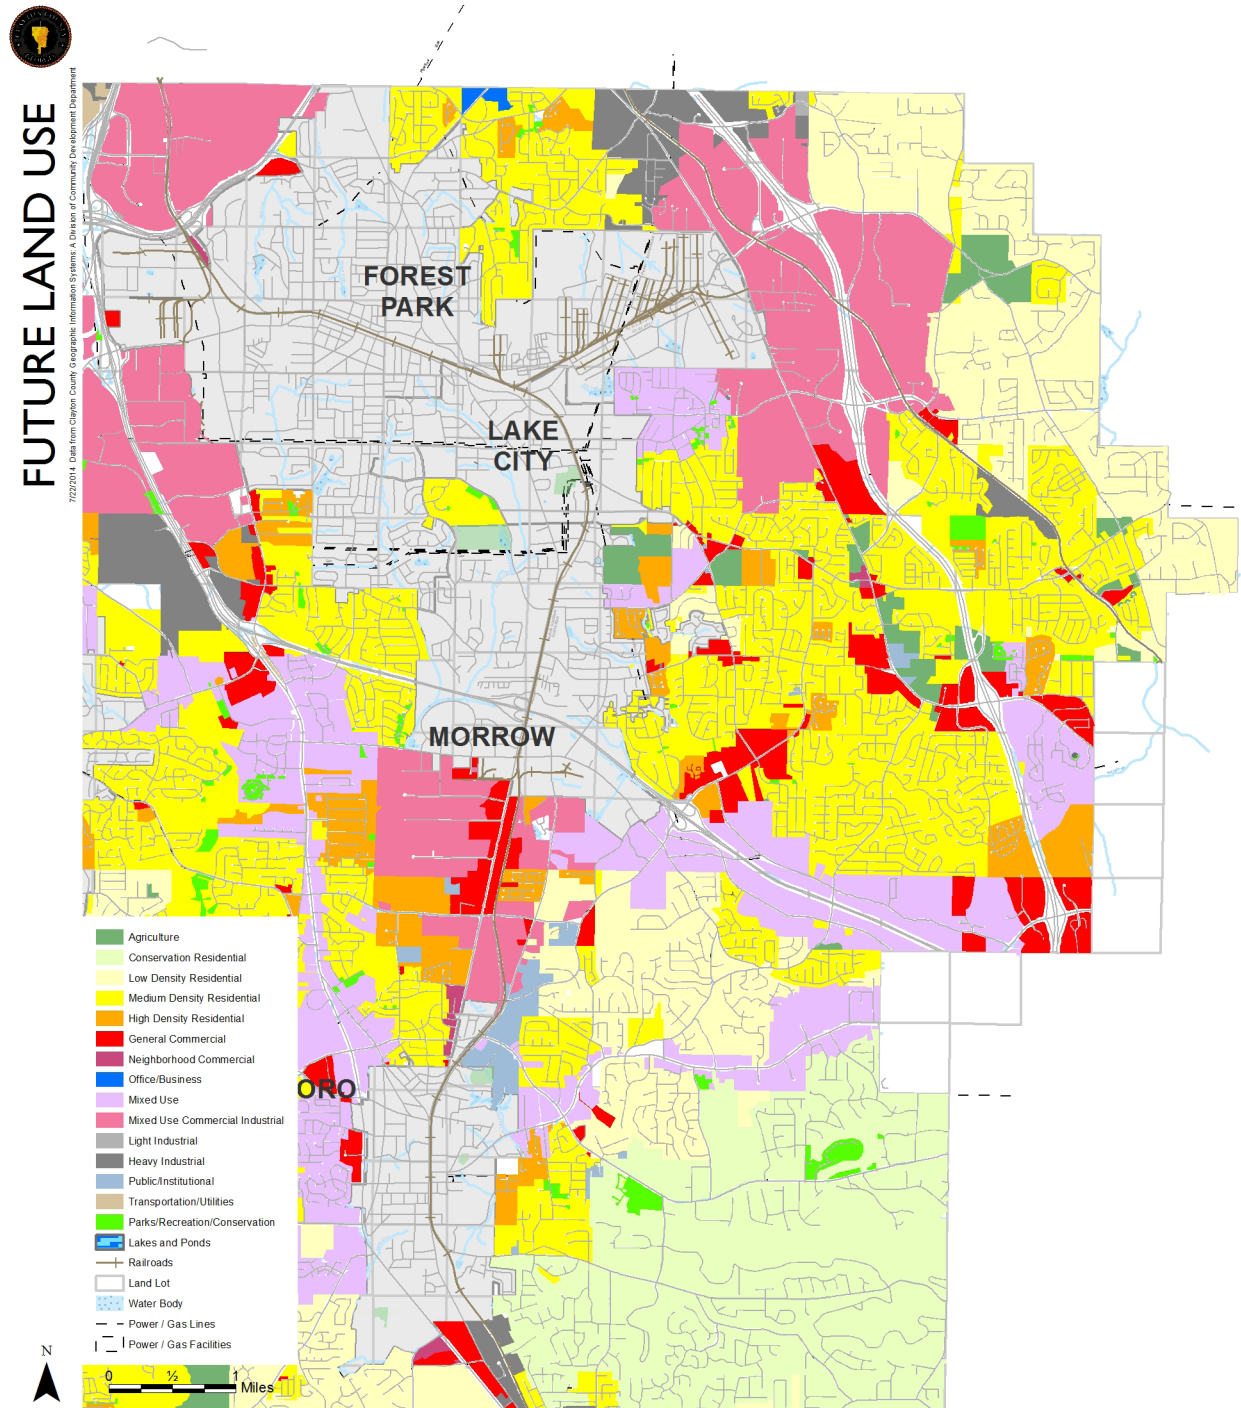 FUTURE LAND USE
7/22/2014 Data from Clayton County Geographic Information Systems: A Division of Community Development Department
FOREST
PARK
LAKE
CITY
MORROW
ORO
Agriculture
Conservation Residential
Low Density Residential
Medium Density Residential
High Density Residential
General Commercial
Neighborhood Commercial
Office/Business
Mixed Use
Mixed Use Commercial Industrial
Light Industrial
Heavy Industrial
Public/Institutional
Transportation/Utilities
Parks/Recreation/Conservation
Lakes and Ponds
Railroads
Land Lot
Water Body
Power / Gas Lines
Power / Gas Facilities
N
0 ½ 1
Miles